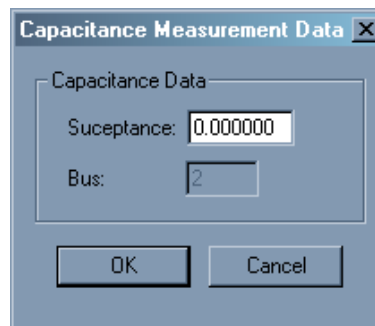 Capacitance Measurement Data
Capacitance Data
Suceptance: 0.000000
Bus: 2
OK Cancel